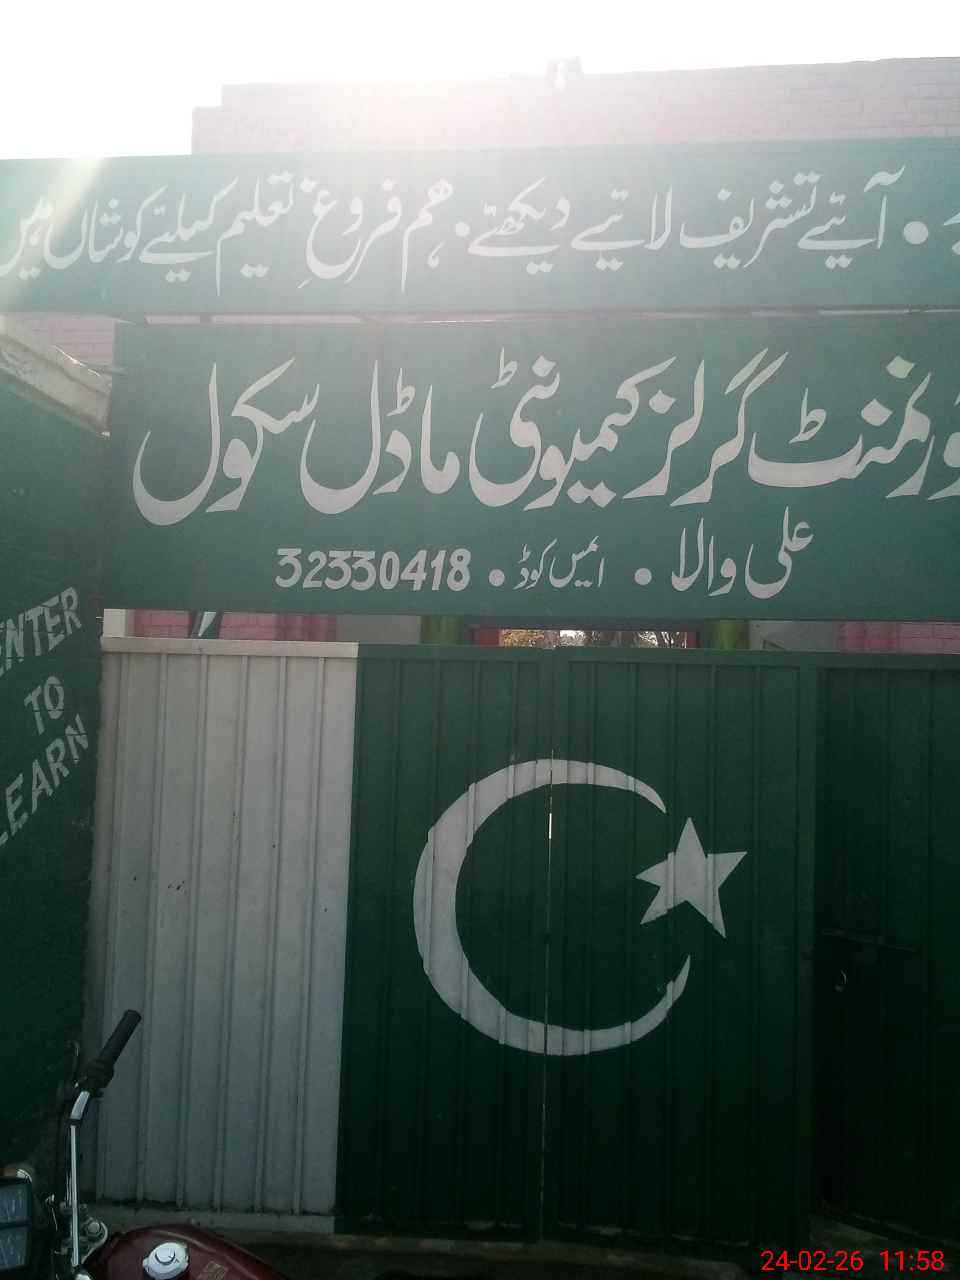 • آیئے تشریف لائیے دیکھئے • ہم فروغِ تعلیم کیلئے کوشاں ہیں
گورنمنٹ گرلز کمیونٹی ماڈل سکول
علی والا • ایمس کوڈ • 32330418
ENTER
TO
LEARN
24-02-26 11:58